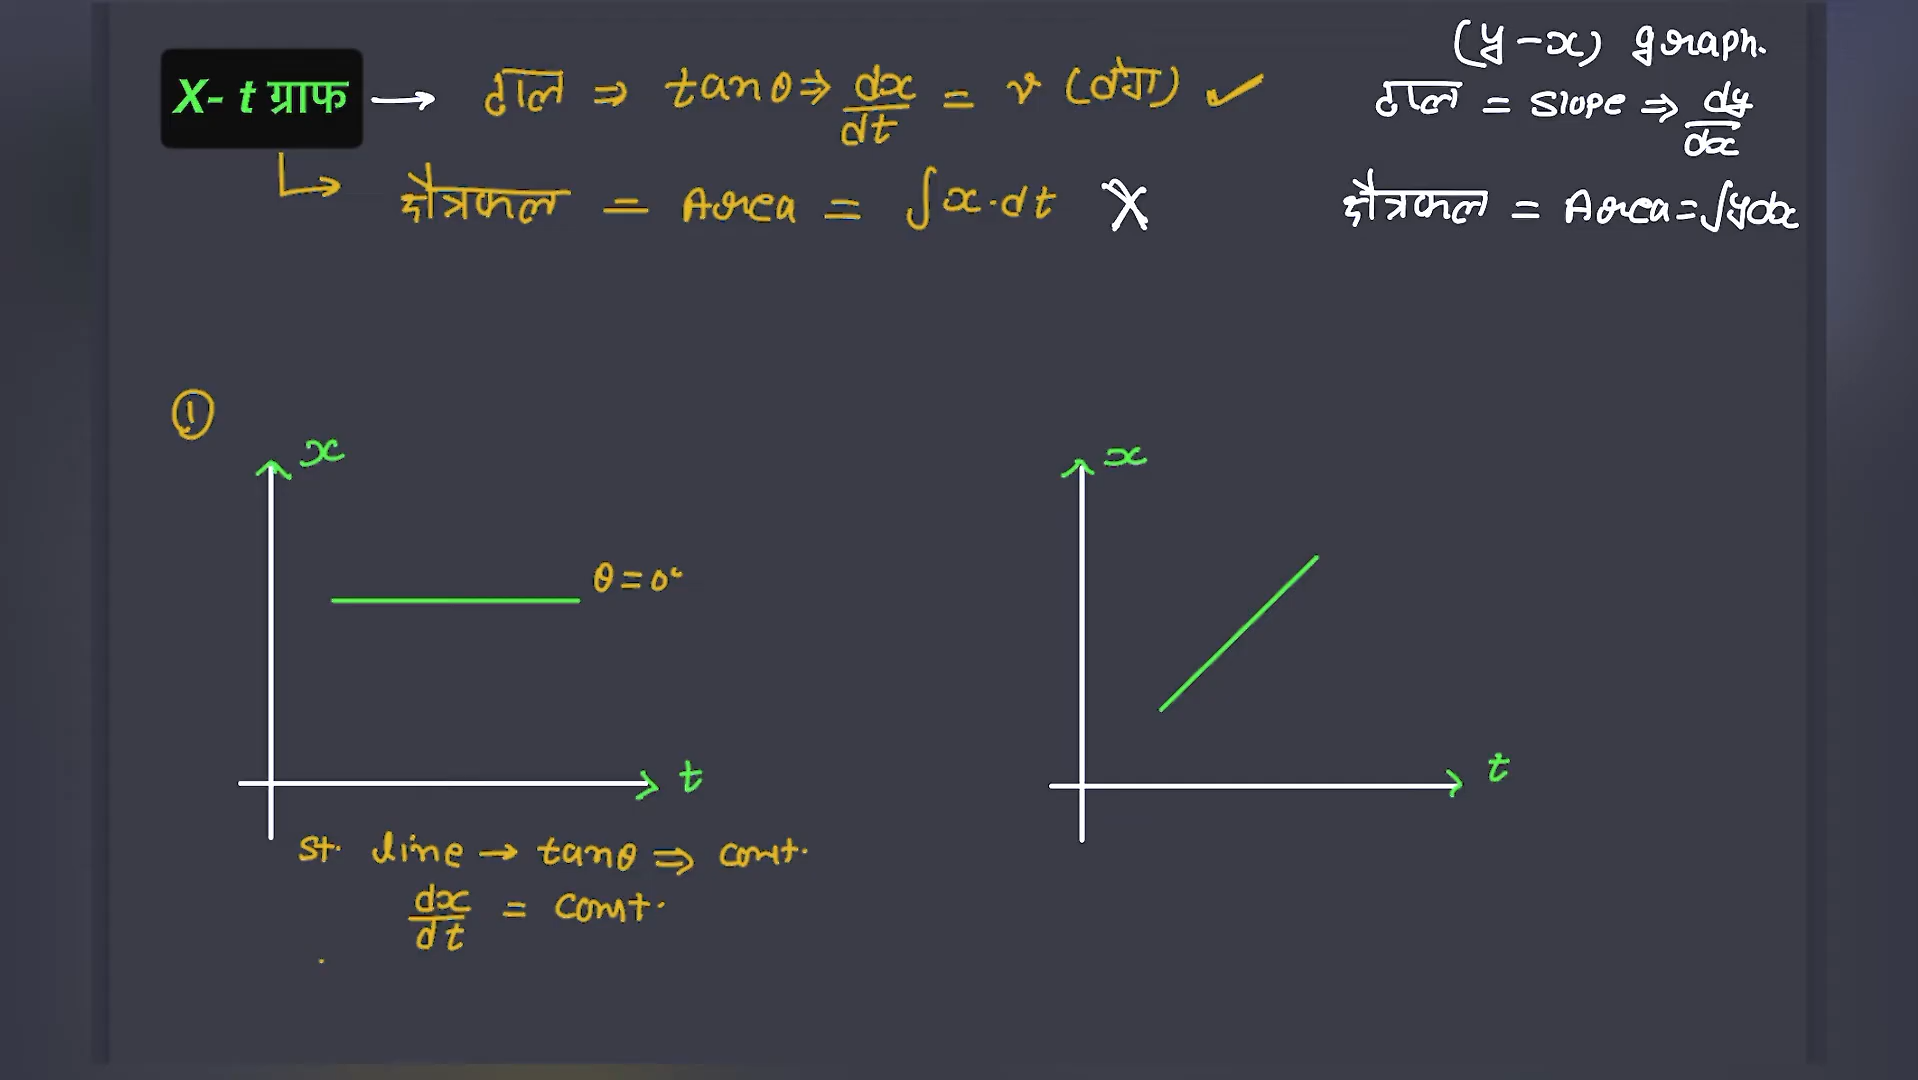 X- t ग्राफ → ढाल ⇒ tanθ ⇒ dx/dt = v (वेग) ✓
↳ क्षेत्रफल = Area = ∫x·dt X
(y-x) graph.
ढाल = slope ⇒ dy/dx
क्षेत्रफल = Area = ∫ydx
①
x
θ = 0°
t
st. line → tanθ ⇒ const.
dx/dt = const.
x
t